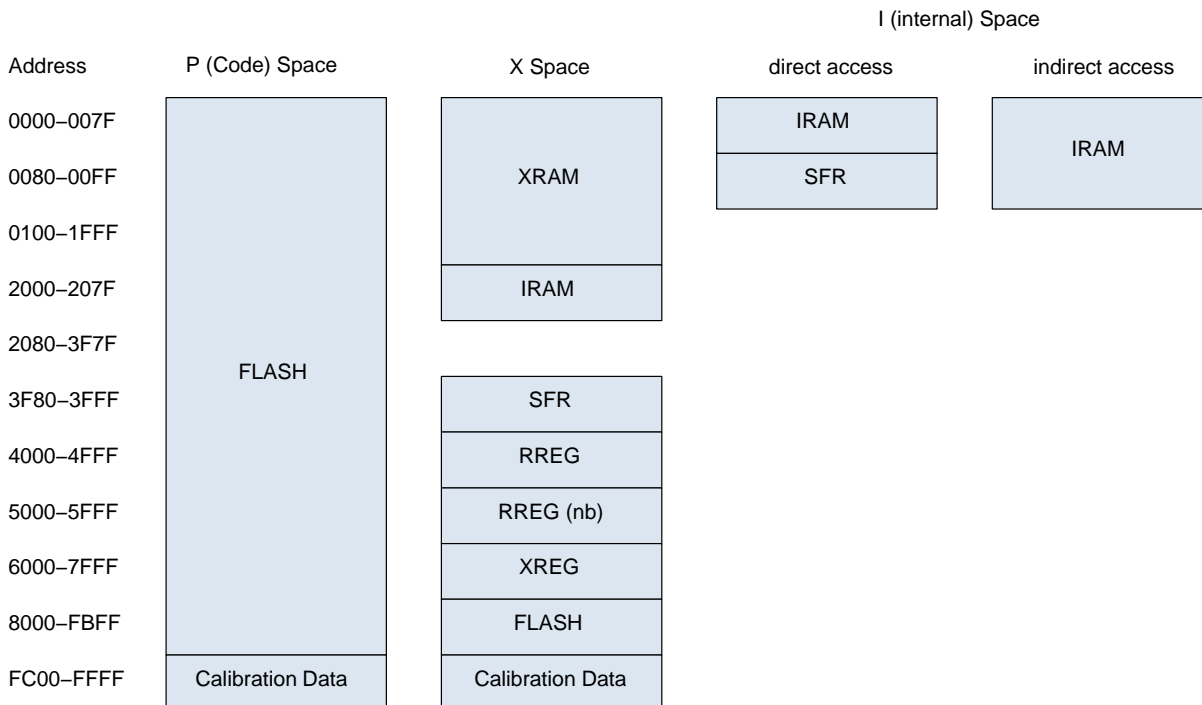 I (internal) Space
Address P (Code) Space X Space direct access indirect access
0000−007F IRAM
IRAM
0080−00FF XRAM SFR
0100−1FFF
2000−207F IRAM
2080−3F7F
FLASH
3F80−3FFF SFR
4000−4FFF RREG
5000−5FFF RREG (nb)
6000−7FFF XREG
8000−FBFF FLASH
FC00−FFFF Calibration Data Calibration Data